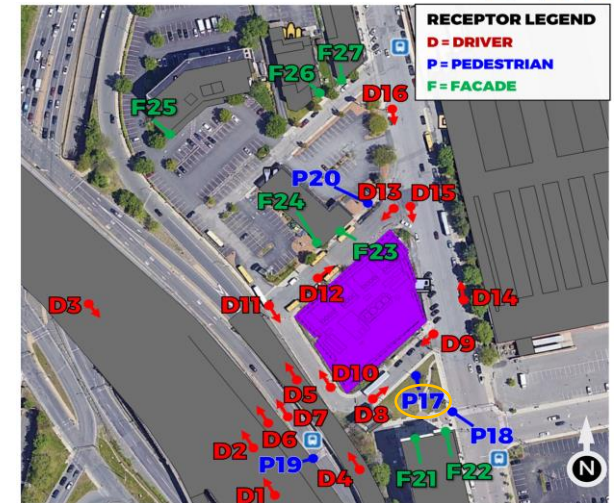 RECEPTOR LEGEND
D = DRIVER
P = PEDESTRIAN
F = FACADE
F27
F26
D16
F25
P20
D13
D15
F24
F23
D12
D3
D11
D14
D9
D10
D5
P17
D8
D7
D6
P18
D2
P19
D4
F21
F22
D1
N